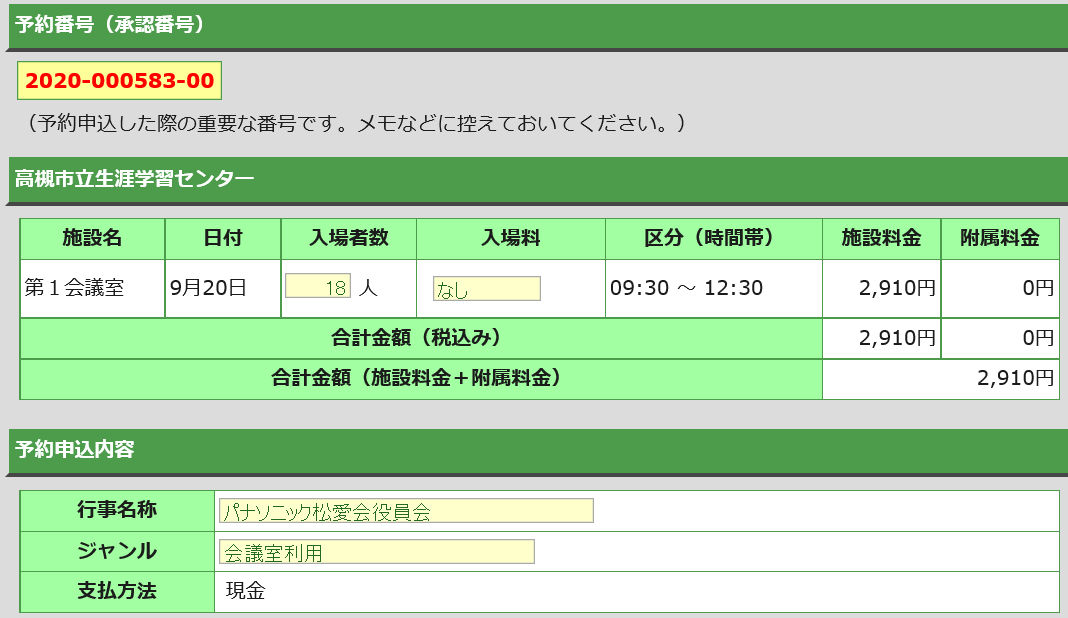 予約番号（承認番号）
2020-000583-00
（予約申込した際の重要な番号です。メモなどに控えておいてください。）
高槻市立生涯学習センター
施設名 日付 入場者数 入場料 区分（時間帯） 施設料金 附属料金
第１会議室 9月20日 18 人 なし 09:30 ～ 12:30 2,910円 0円
合計金額（税込み） 2,910円 0円
合計金額（施設料金＋附属料金） 2,910円
予約申込内容
行事名称 パナソニック松愛会役員会
ジャンル 会議室利用
支払方法 現金